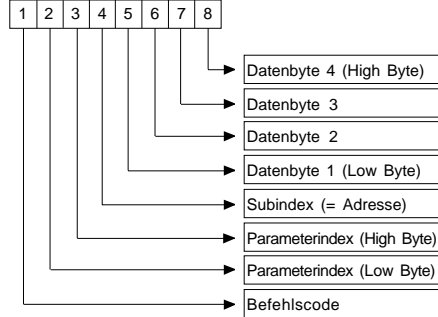 1 2 3 4 5 6 7 8
Datenbyte 4 (High Byte)
Datenbyte 3
Datenbyte 2
Datenbyte 1 (Low Byte)
Subindex (= Adresse)
Parameterindex (High Byte)
Parameterindex (Low Byte)
Befehlscode